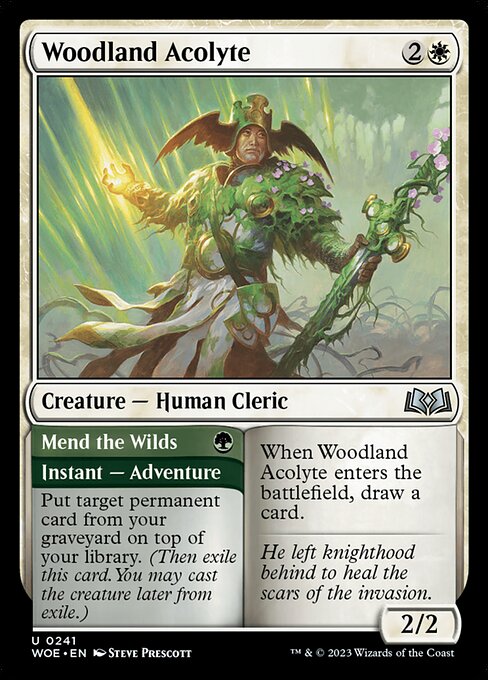 Woodland Acolyte 2
Creature — Human Cleric
Mend the Wilds
Instant — Adventure
Put target permanent
card from your
graveyard on top of
your library. (Then exile
this card. You may cast
the creature later from
exile.)
When Woodland
Acolyte enters the
battlefield, draw a
card.
He left knighthood
behind to heal the
scars of the invasion.
2/2
U 0241
WOE • EN Steve Prescott
™ & © 2023 Wizards of the Coast